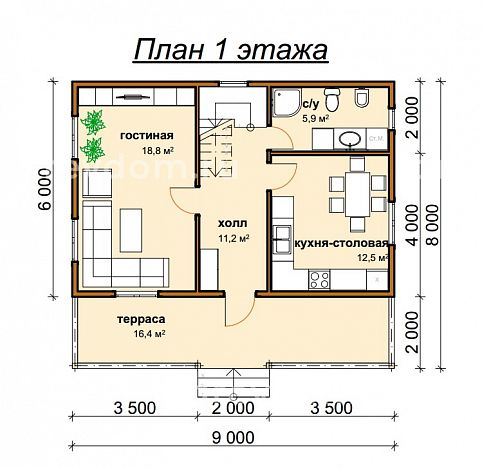 План 1 этажа
гостиная
18,8 м²
с/у
5,9 м²
Ст.М.
холл
11,2 м²
кухня-столовая
12,5 м²
терраса
16,4 м²
6 000
2 000
4 000
2 000
8 000
3 500
2 000
3 500
9 000